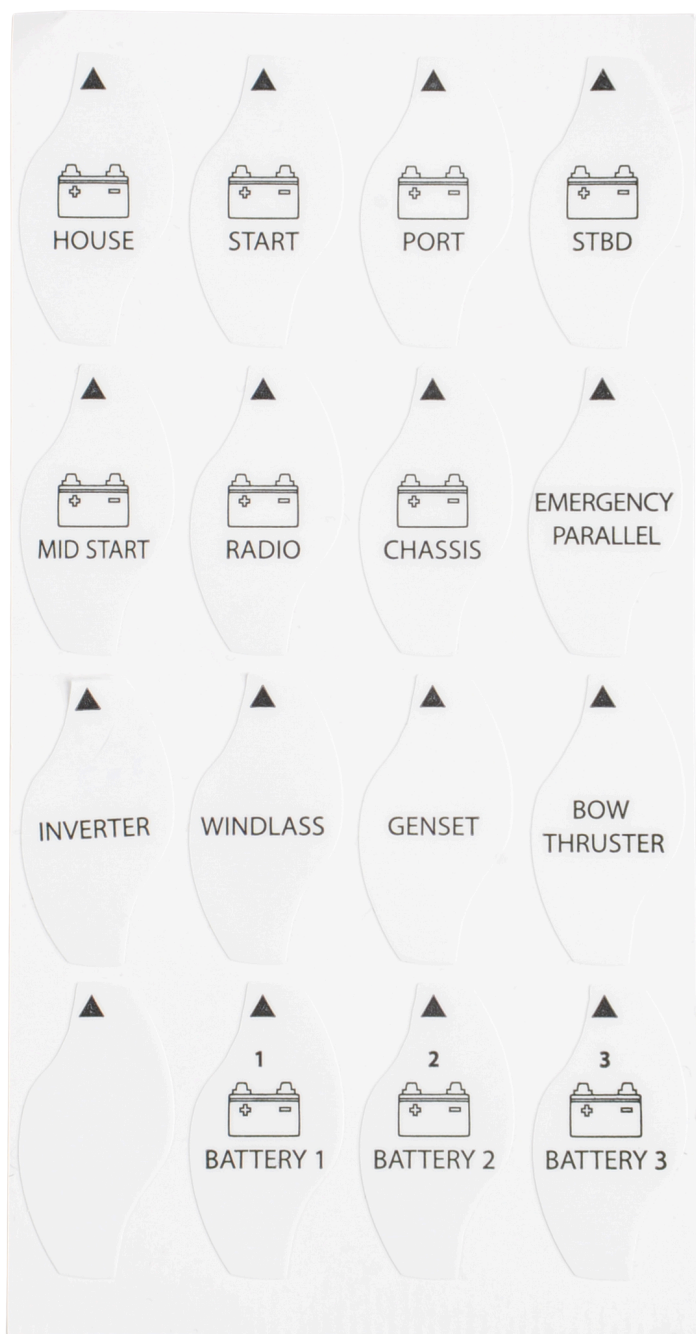 HOUSE
START
PORT
STBD
MID START
RADIO
CHASSIS
EMERGENCY
PARALLEL
INVERTER
WINDLASS
GENSET
BOW
THRUSTER
1
BATTERY 1
2
BATTERY 2
3
BATTERY 3